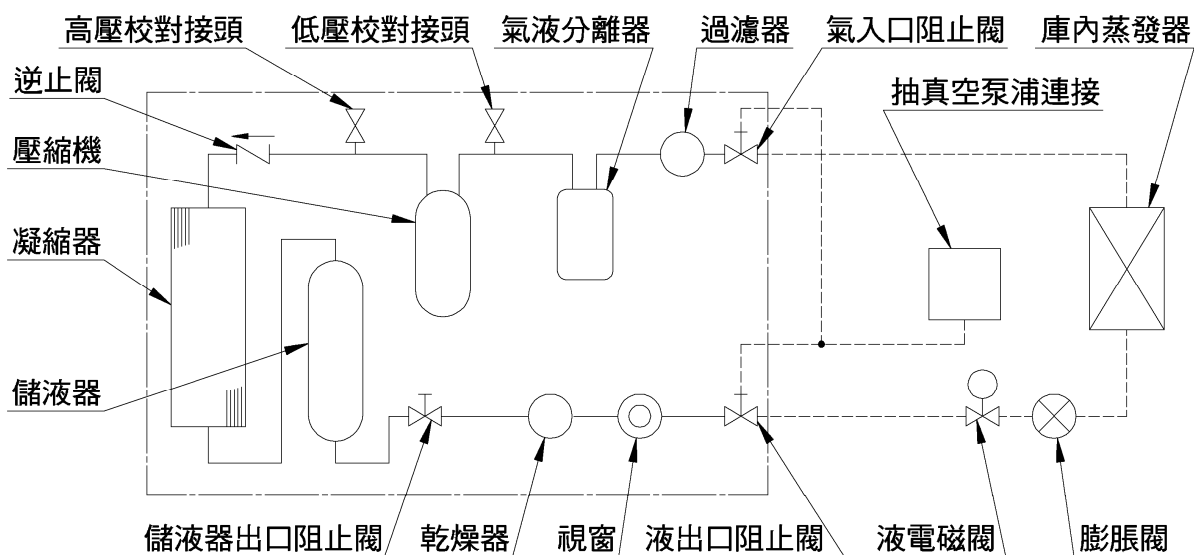 高壓校對接頭 低壓校對接頭 氣液分離器 過濾器 氣入口阻止閥 庫內蒸發器
逆止閥
抽真空泵浦連接
壓縮機
凝縮器
儲液器
儲液器出口阻止閥 乾燥器 視窗 液出口阻止閥 液電磁閥 膨脹閥